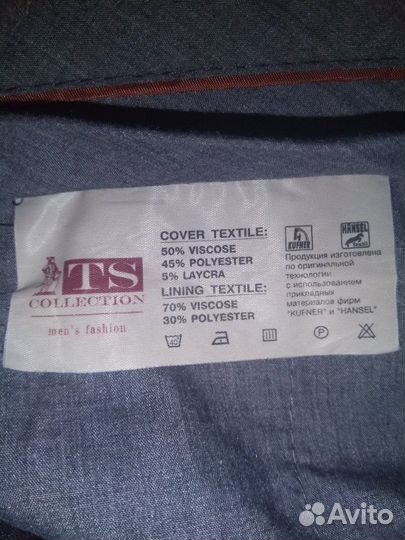 TS
COLLECTION
men's fashion
COVER TEXTILE:
50% VISCOSE
45% POLYESTER
5% LAYCRA
LINING TEXTILE:
70% VISCOSE
30% POLYESTER
40
KUFNER
HANSEL
Продукция изготовлена
по оригинальной
технологии
с использованием
прикладных
материалов фирм
"KUFNER" и "HANSEL"
P
Avito